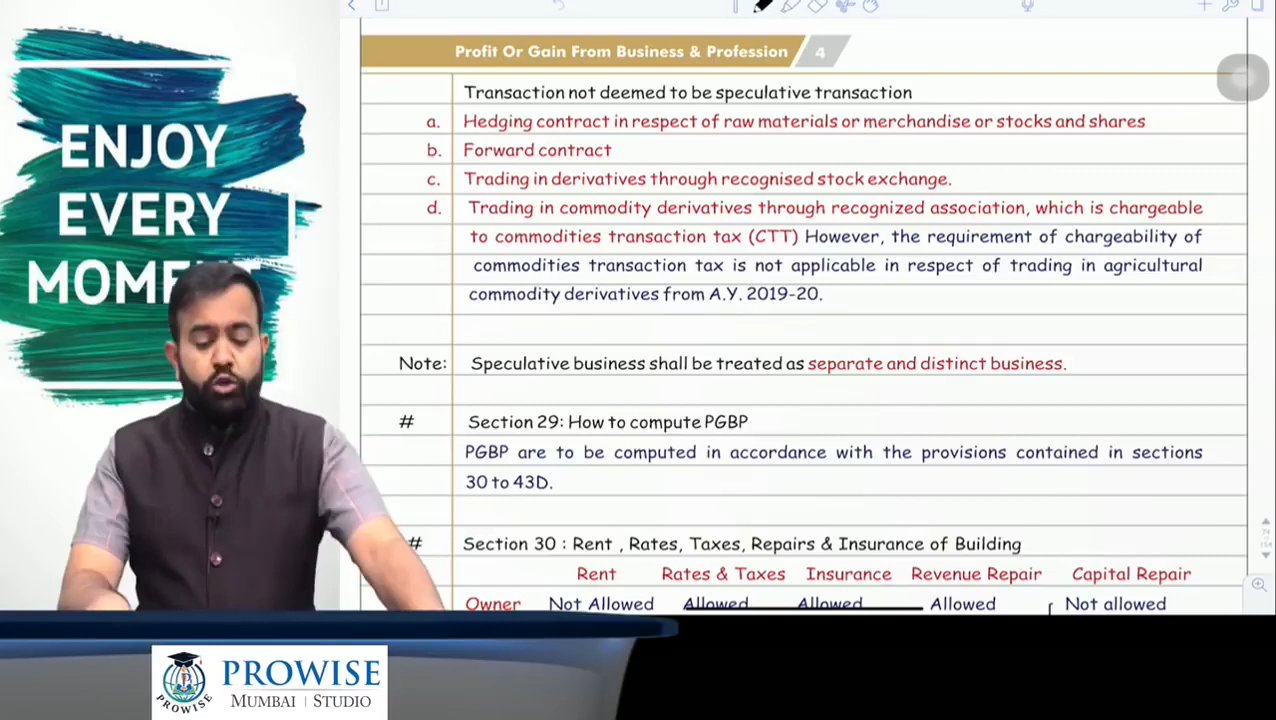 ENJOY
EVERY
Profit Or Gain From Business & Profession 4
Transaction not deemed to be speculative transaction
a. Hedging contract in respect of raw materials or merchandise or stocks and shares
b. Forward contract
c. Trading in derivatives through recognised stock exchange.
d. Trading in commodity derivatives through recognized association, which is chargeable
to commodities transaction tax (CTT) However, the requirement of chargeability of
commodities transaction tax is not applicable in respect of trading in agricultural
commodity derivatives from A.Y. 2019-20.
Note: Speculative business shall be treated as separate and distinct business.
# Section 29: How to compute PGBP
PGBP are to be computed in accordance with the provisions contained in sections
30 to 43D.
# Section 30 : Rent , Rates, Taxes, Repairs & Insurance of Building
Rent Rates & Taxes Insurance Revenue Repair Capital Repair
Owner Not Allowed Allowed Allowed Allowed Not allowed
PROWISE
PROWISE
MUMBAI | STUDIO